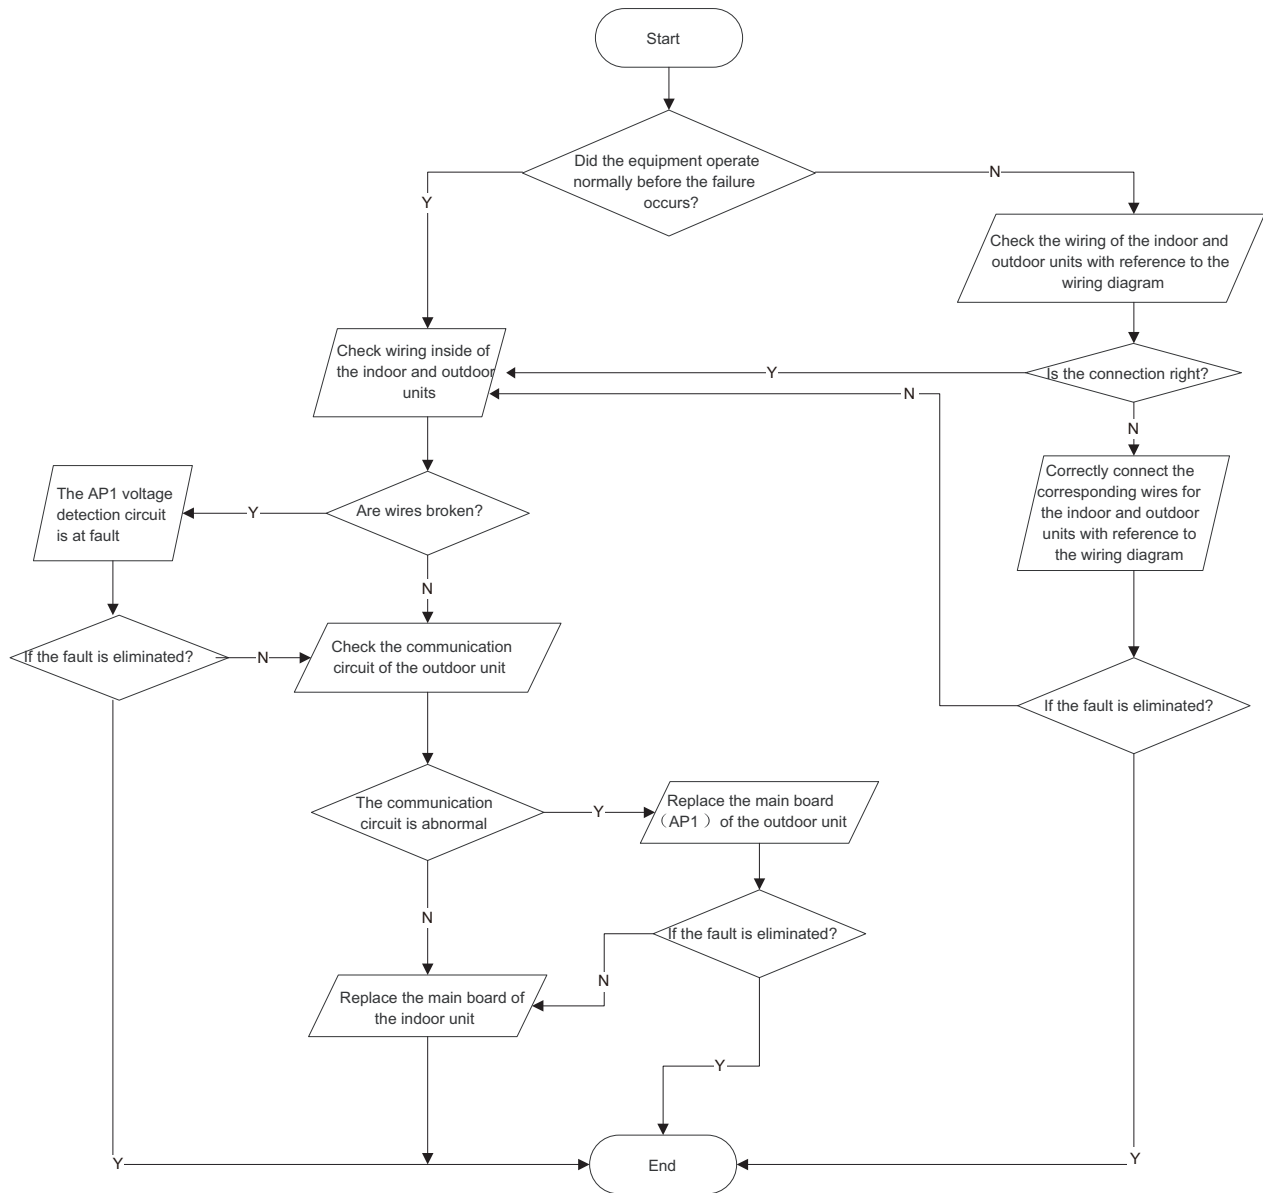 Start
Did the equipment operate
normally before the failure
occurs?
Y
N
Check the wiring of the indoor and
outdoor units with reference to the
wiring diagram
Check wiring inside of
the indoor and outdoor
units
Y
Is the connection right?
N
N
Correctly connect the
corresponding wires for
the indoor and outdoor
units with reference to
the wiring diagram
The AP1 voltage
detection circuit
is at fault
Y
Are wires broken?
N
If the fault is eliminated?
N
Check the communication
circuit of the outdoor unit
If the fault is eliminated?
The communication
circuit is abnormal
Y
Replace the main board
（AP1 ）of the outdoor unit
N
If the fault is eliminated?
N
Replace the main board of
the indoor unit
Y
Y
End
Y